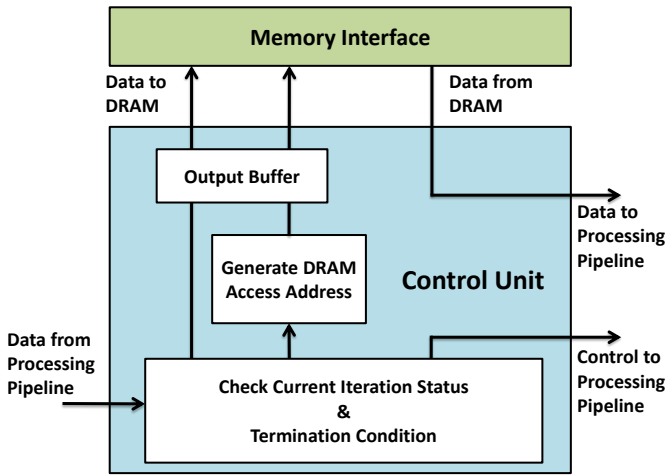 Memory Interface
Data to
DRAM
Data from
DRAM
Output Buffer
Data to
Processing
Pipeline
Generate DRAM
Access Address
Control Unit
Data from
Processing
Pipeline
Control to
Processing
Pipeline
Check Current Iteration Status
&
Termination Condition